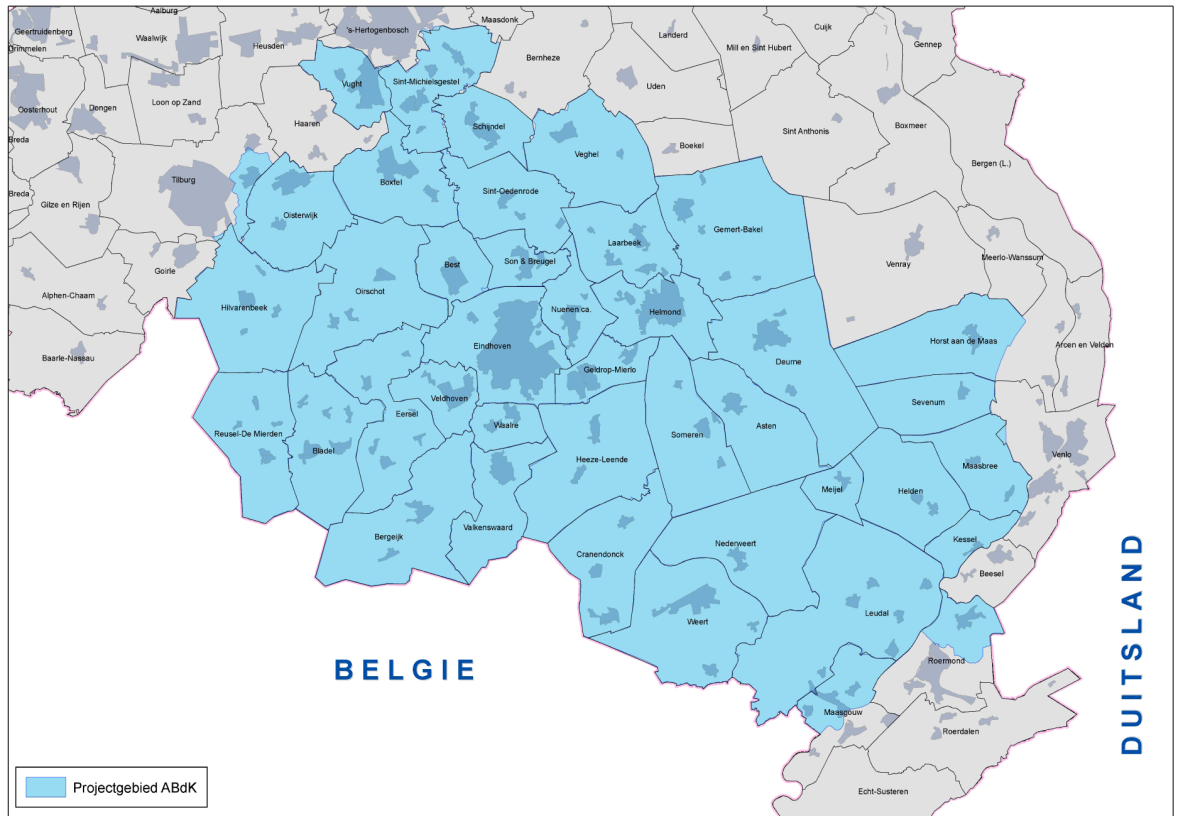 Aalburg
Geertruidenberg
Drimmelen
Waalwijk
Heusden
's-Hertogenbosch
Maasdonk
Bernheze
Landerd
Mill en Sint Hubert
Cuijk
Gennep
Vught
Sint-Michielsgestel
Uden
Oosterhout
Dongen
Loon op Zand
Haaren
Schijndel
Sint Anthonis
Boxmeer
Breda
Veghel
Boekel
Bergen (L.)
Tilburg
Boxtel
Sint-Oedenrode
Breda
Gilze en Rijen
Oisterwijk
Gemert-Bakel
Laarbeek
Goirle
Best
Son & Breugel
Venray
Meerlo-Wanssum
Alphen-Chaam
Hilvarenbeek
Oirschot
Nuenen ca.
Helmond
Baarle-Nassau
Eindhoven
Horst aan de Maas
Arcen en Velden
Geldrop-Mierlo
Deurne
Veldhoven
Sevenum
Eersel
Reusel-De Mierden
Bladel
Waalre
Someren
Asten
Heeze-Leende
Venlo
Maasbree
Meijel
Helden
Valkenswaard
Bergeijk
Kessel
Nederweert
Cranendonck
Beesel
Weert
Leudal
Roermond
Maasgouw
Roerdalen
Echt-Susteren
BELGIE
DUITSLAND
Projectgebied ABdK